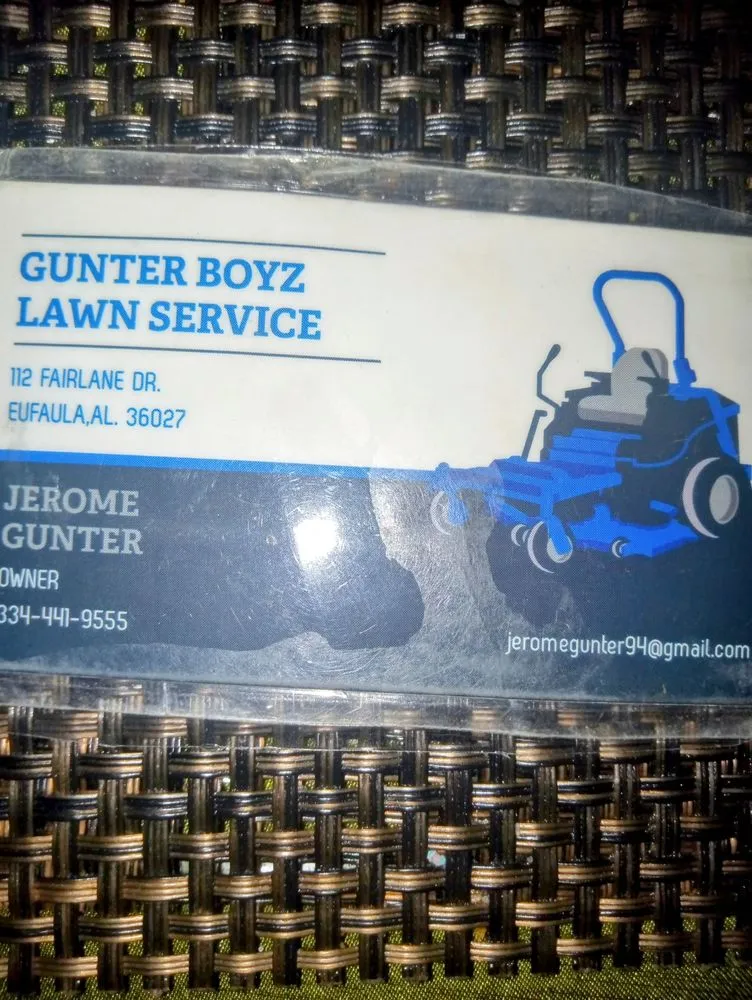 GUNTER BOYZ
LAWN SERVICE
112 FAIRLANE DR.
EUFAULA,AL. 36027
JEROME
GUNTER
OWNER
334-441-9555
jeromegunter94@gmail.com